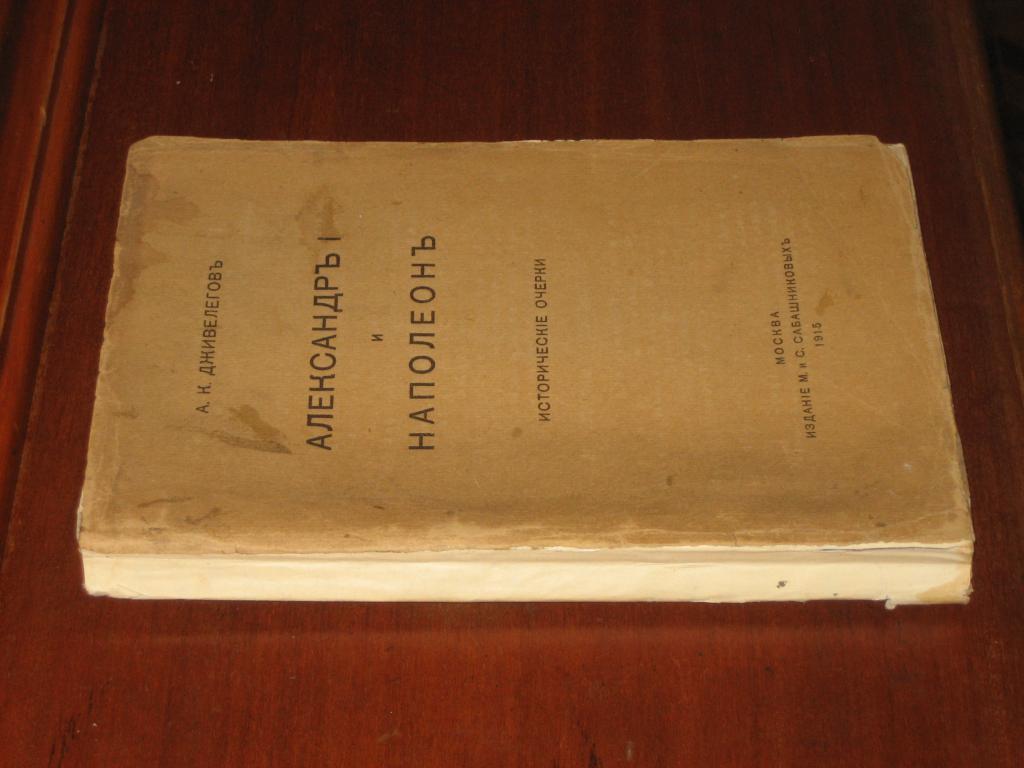 А. К. ДЖИВЕЛЕГОВЪ
АЛЕКСАНДРЪ I
И
НАПОЛЕОНЪ
ИСТОРИЧЕСКІЕ ОЧЕРКИ
МОСКВА
ИЗДАНІЕ М. и С. САБАШНИКОВЫХЪ
1915